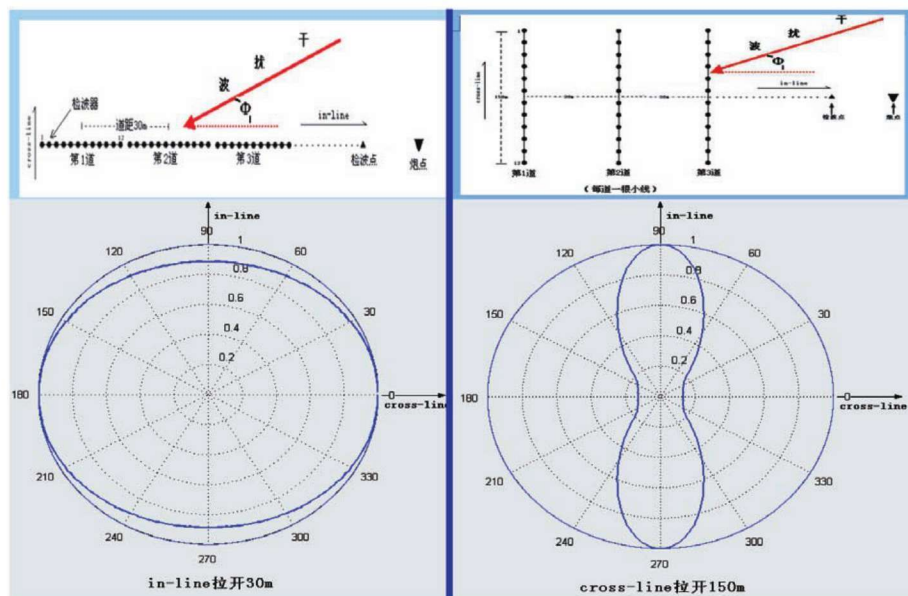 干
扰
波
Φ
检波器
cross-line
道距30m
in-line
1
12
第1道
第2道
第3道
检波点
炮点
干
扰
波
Φ
cross-line
in-line
检波点
炮点
第1道
第2道
第3道
(每道一根小线)
in-line
90
1
120
60
0.8
150
30
0.6
0.4
0.2
180
0
cross-line
210
330
240
300
270
in-line拉开30m
in-line
90
1
120
60
0.8
150
30
0.6
0.4
0.2
180
0
cross-line
210
330
240
300
270
cross-line拉开150m